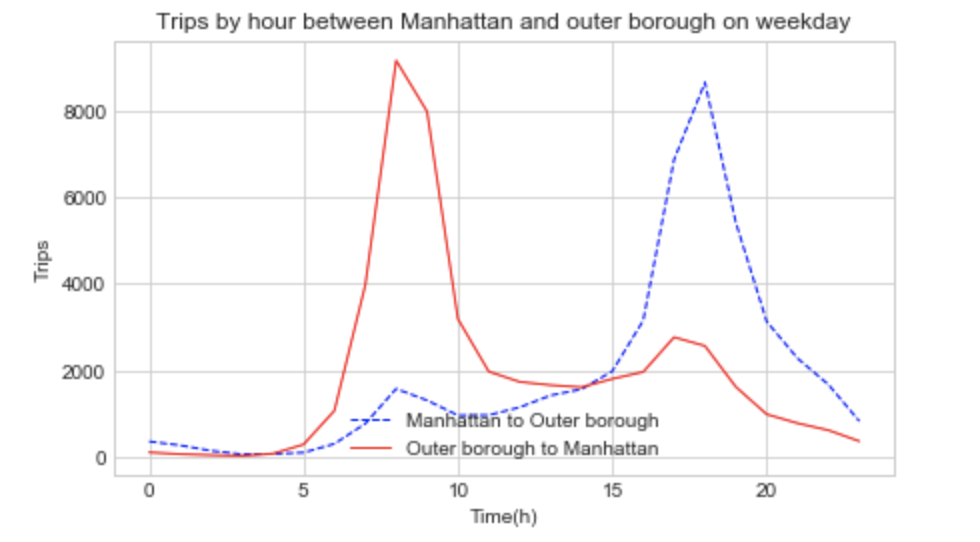 Trips by hour between Manhattan and outer borough on weekday
8000
6000
4000
2000
0
Trips
Manhattan to Outer borough
Outer borough to Manhattan
0 5 10 15 20
Time(h)